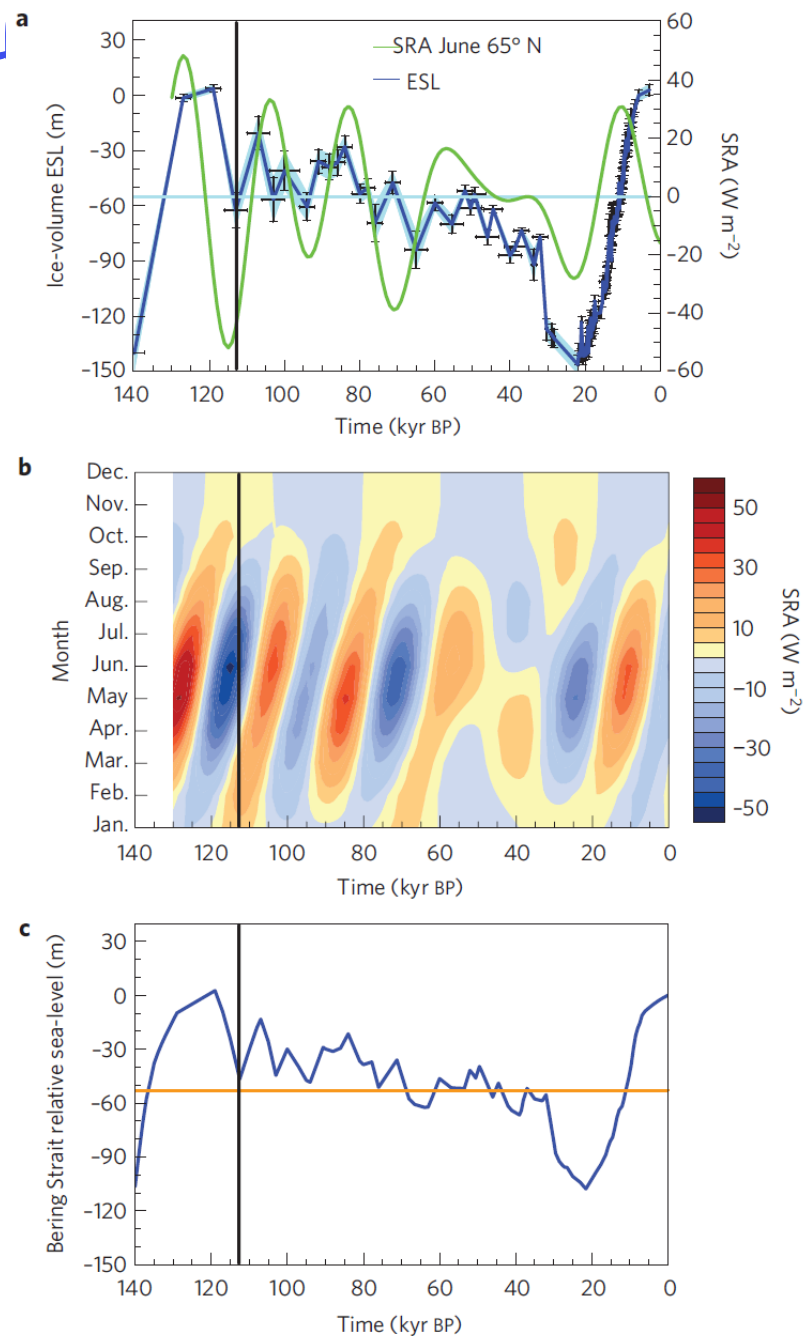 a
30
0
−30
−60
−90
−120
−150
Ice-volume ESL (m)
SRA June 65° N
ESL
60
40
20
0
−20
−40
−60
SRA (W m−2)
140 120 100 80 60 40 20 0
Time (kyr BP)
b
Dec.
Nov.
Oct.
Sep.
Aug.
Jul.
Jun.
May
Apr.
Mar.
Feb.
Jan.
Month
140 120 100 80 60 40 20 0
Time (kyr BP)
50
30
10
−10
−30
−50
SRA (W m−2)
c
30
0
−30
−60
−90
−120
−150
Bering Strait relative sea-level (m)
140 120 100 80 60 40 20 0
Time (kyr BP)